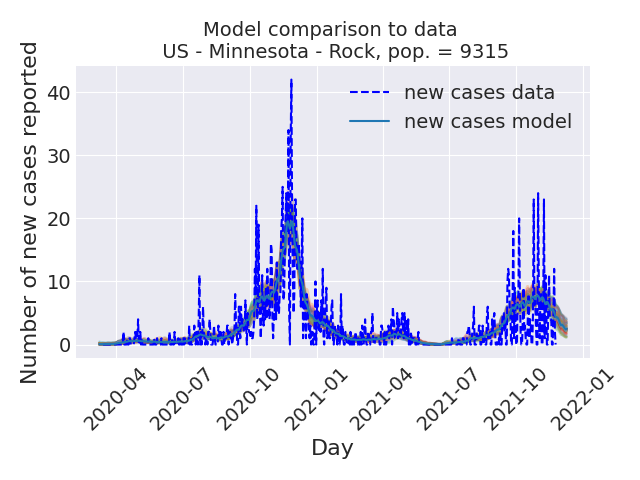 Model comparison to data
US - Minnesota - Rock, pop. = 9315
Number of new cases reported
40
30
20
10
0
new cases data
new cases model
2020-04
2020-07
2020-10
2021-01
2021-04
2021-07
2021-10
2022-01
Day